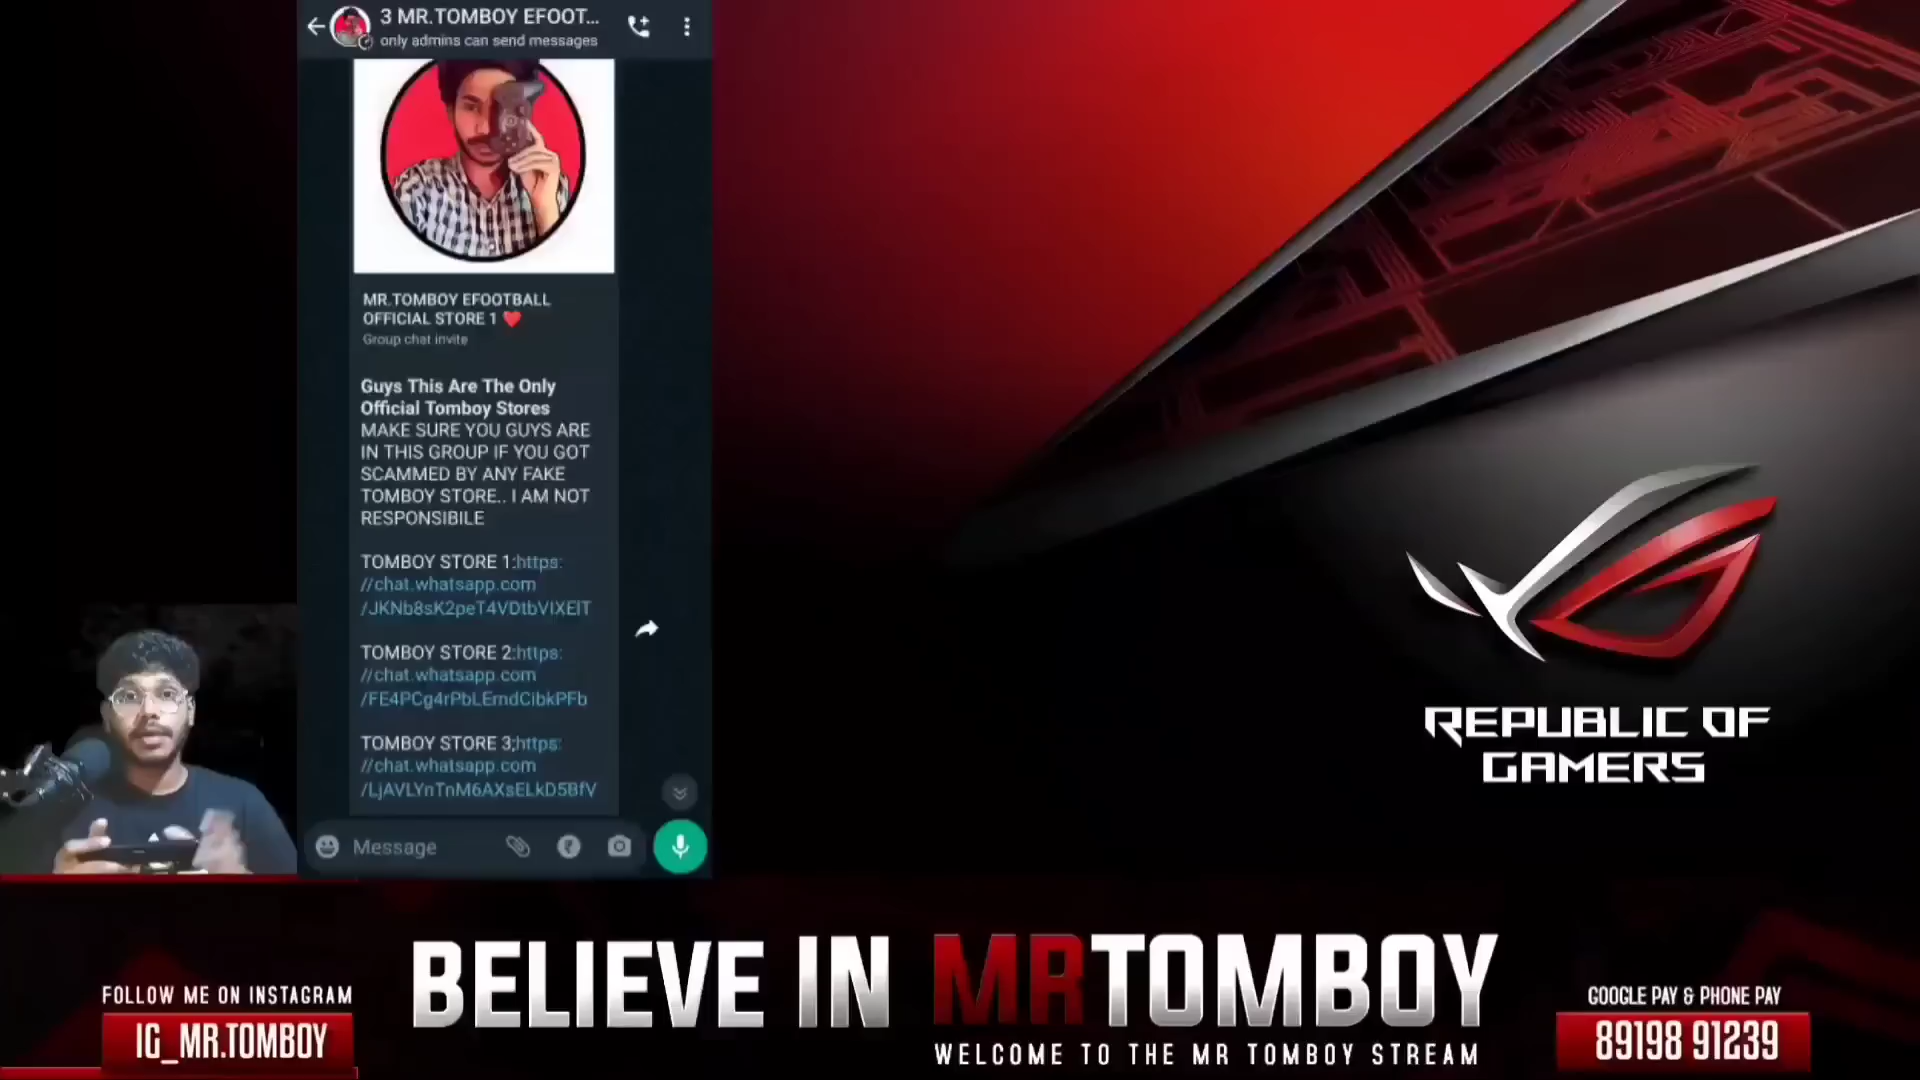 3 MR.TOMBOY EFOOT...
only admins can send messages
MR.TOMBOY EFOOTBALL
OFFICIAL STORE 1 ❤️
Group chat invite
Guys This Are The Only
Official Tomboy Stores
MAKE SURE YOU GUYS ARE
IN THIS GROUP IF YOU GOT
SCAMMED BY ANY FAKE
TOMBOY STORE.. I AM NOT
RESPONSIBILE
TOMBOY STORE 1:https:
//chat.whatsapp.com
/JKNb8sK2peT4VDtbVIXElT
TOMBOY STORE 2:https:
//chat.whatsapp.com
/FE4PCg4rPbLEmdCibkPFb
TOMBOY STORE 3;https:
//chat.whatsapp.com
/LjAVLYnTnM6AXsELkD5BfV
Message
REPUBLIC OF
GAMERS
FOLLOW ME ON INSTAGRAM
IG_MR.TOMBOY
BELIEVE IN MRTOMBOY
WELCOME TO THE MR TOMBOY STREAM
GOOGLE PAY & PHONE PAY
89198 91239